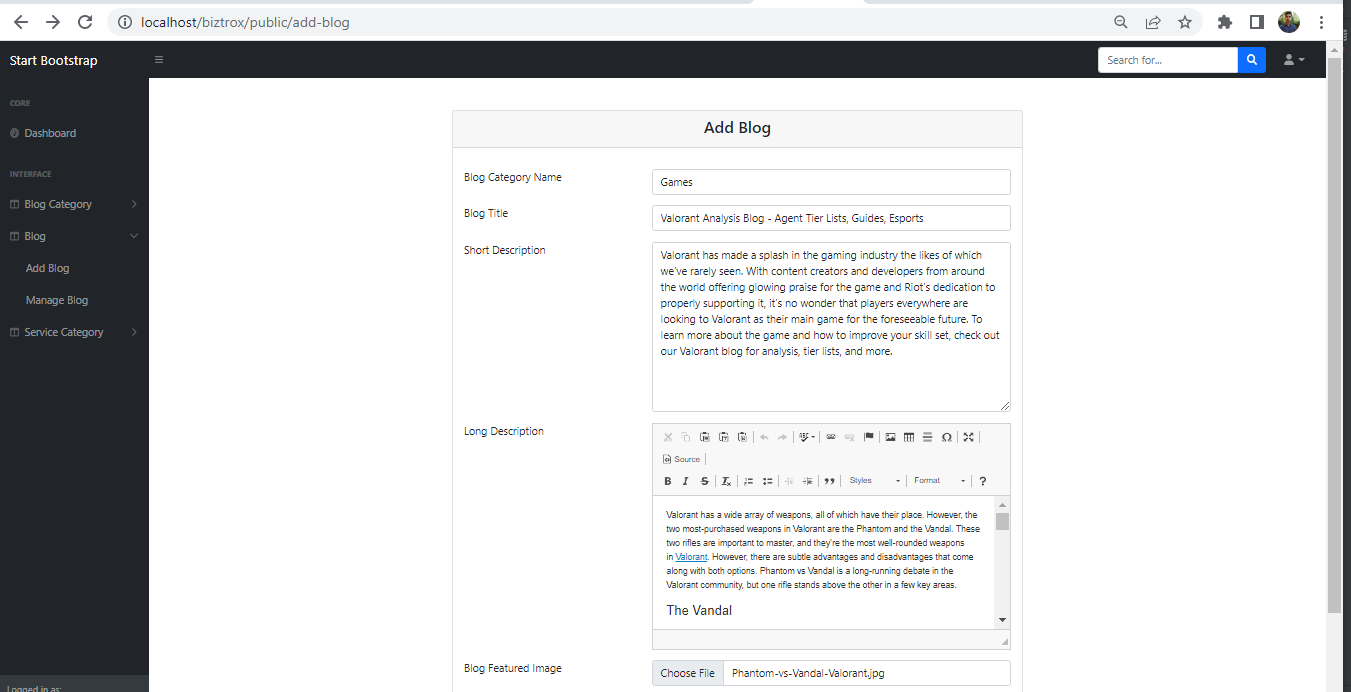 localhost/biztrox/public/add-blog
Start Bootstrap
Search for...
CORE
Dashboard
INTERFACE
Blog Category
Blog
Add Blog
Manage Blog
Service Category
Logged in as:
Add Blog
Blog Category Name
Games
Blog Title
Valorant Analysis Blog - Agent Tier Lists, Guides, Esports
Short Description
Valorant has made a splash in the gaming industry the likes of which
we've rarely seen. With content creators and developers from around
the world offering glowing praise for the game and Riot's dedication to
properly supporting it, it's no wonder that players everywhere are
looking to Valorant as their main game for the foreseeable future. To
learn more about the game and how to improve your skill set, check out
our Valorant blog for analysis, tier lists, and more.
Long Description
Source
B I S Ix Styles Format ?
Valorant has a wide array of weapons, all of which have their place. However, the
two most-purchased weapons in Valorant are the Phantom and the Vandal. These
two rifles are important to master, and they're the most well-rounded weapons
in Valorant. However, there are subtle advantages and disadvantages that come
along with both options. Phantom vs Vandal is a long-running debate in the
Valorant community, but one rifle stands above the other in a few key areas.
The Vandal
Blog Featured Image
Choose File Phantom-vs-Vandal-Valorant.jpg